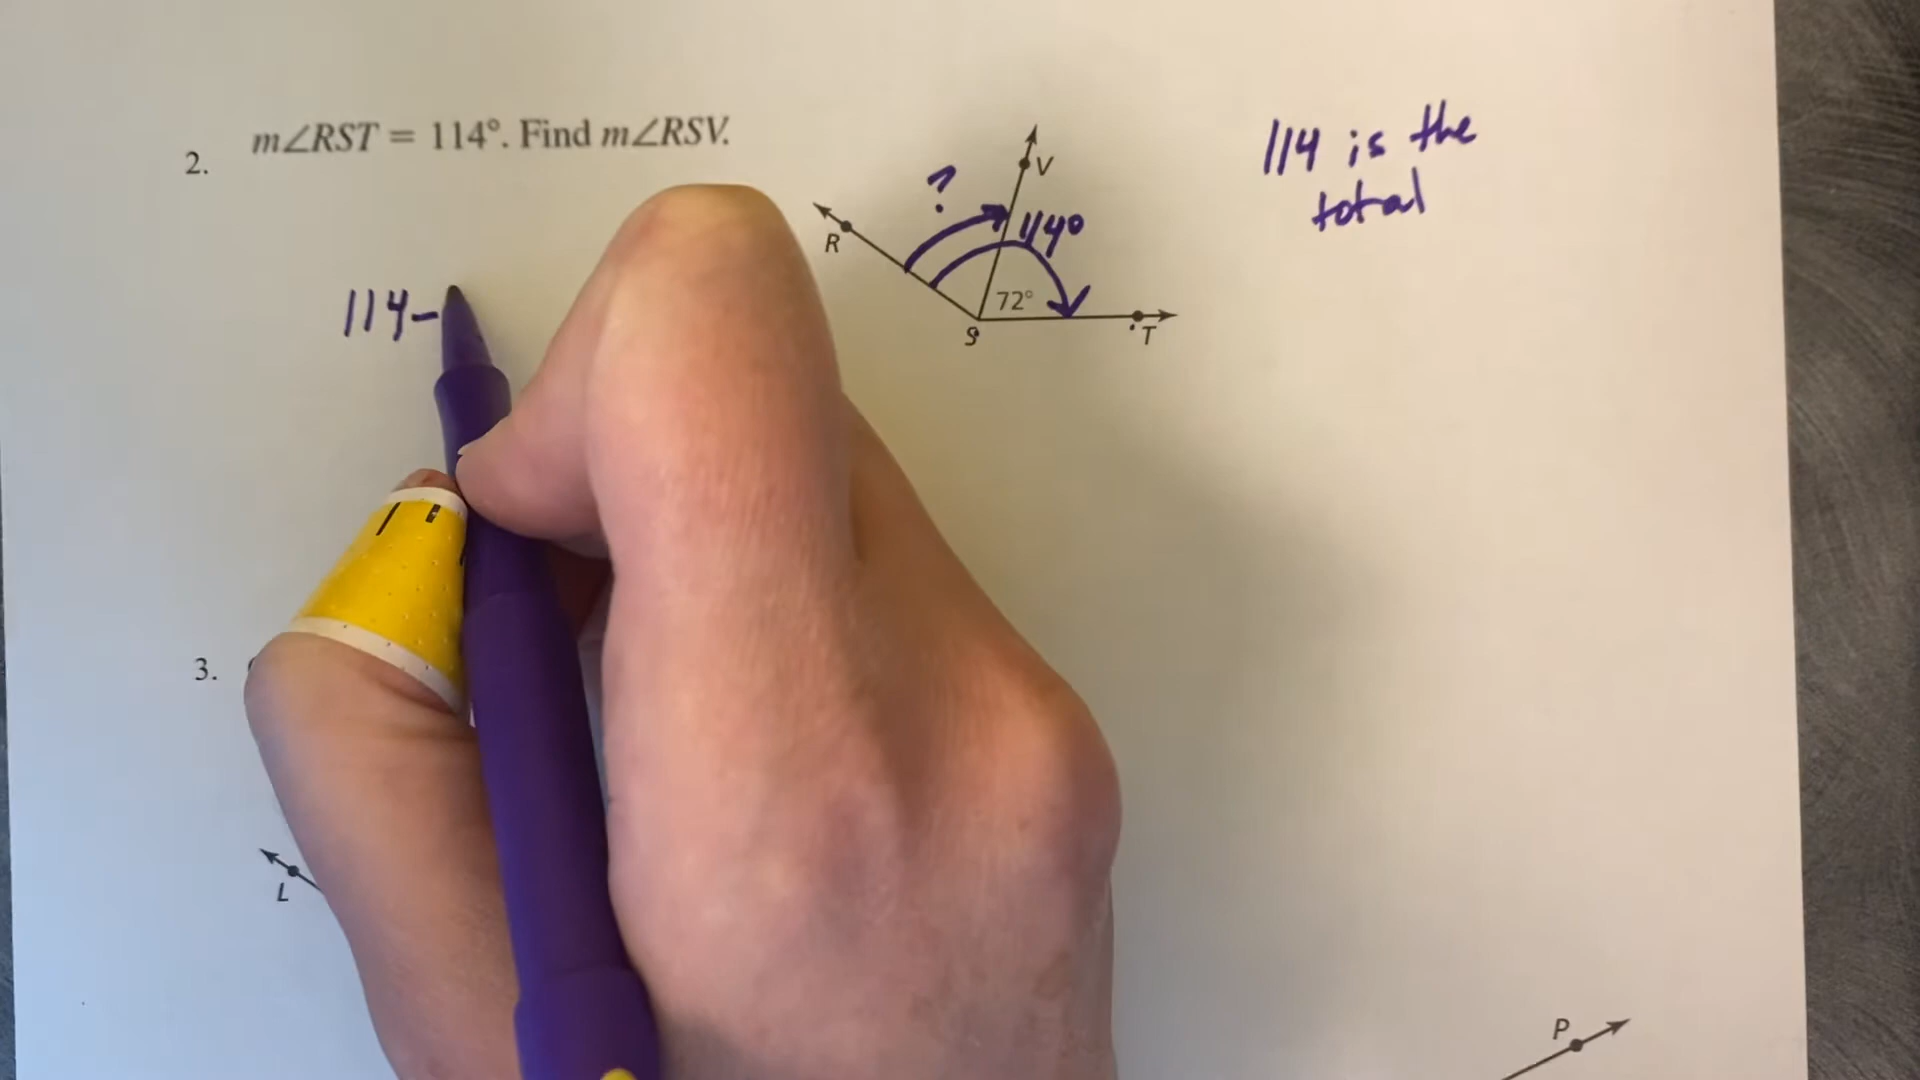 2. m∠RST = 114°. Find m∠RSV.
114 is the
total
V
?
114°
R
72°
S
T
114-
3.
L
P